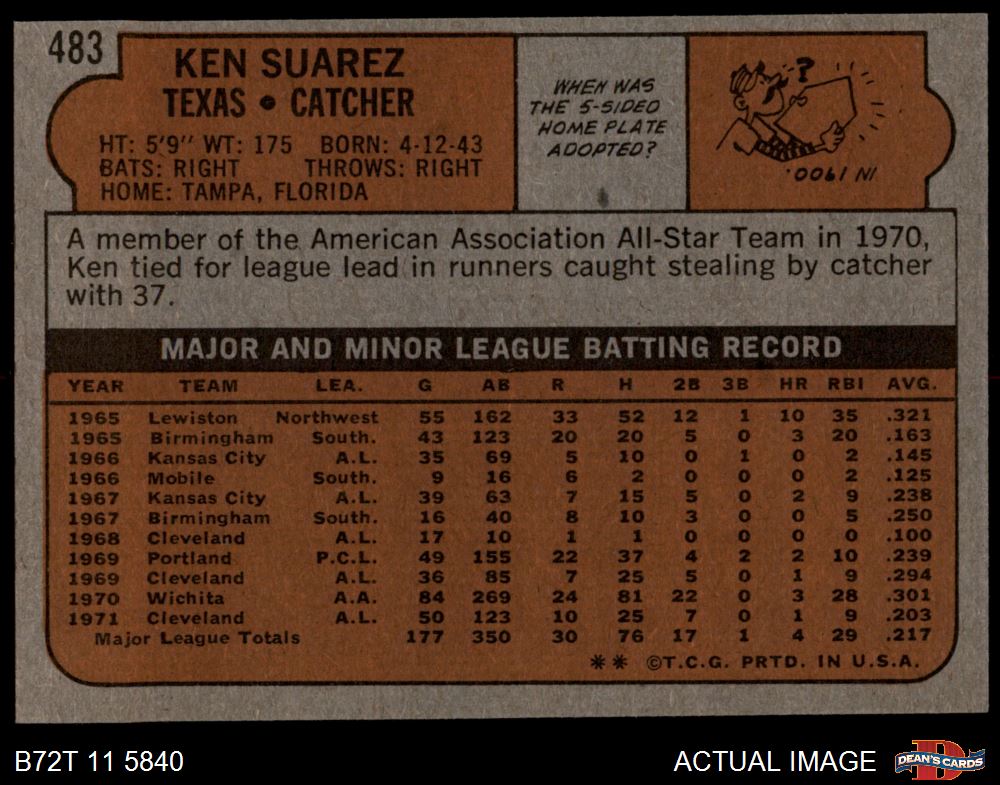 483
KEN SUAREZ
TEXAS • CATCHER
HT: 5'9" WT: 175 BORN: 4-12-43
BATS: RIGHT THROWS: RIGHT
HOME: TAMPA, FLORIDA
WHEN WAS
THE 5-SIDED
HOME PLATE
ADOPTED?
?
IN 1900.
A member of the American Association All-Star Team in 1970,
Ken tied for league lead in runners caught stealing by catcher
with 37.
MAJOR AND MINOR LEAGUE BATTING RECORD
YEAR TEAM LEA. G AB R H 2B 3B HR RBI AVG.
1965 Lewiston Northwest 55 162 33 52 12 1 10 35 .321
1965 Birmingham South. 43 123 20 20 5 0 3 20 .163
1966 Kansas City A.L. 35 69 5 10 0 1 0 2 .145
1966 Mobile South. 9 16 6 2 0 0 0 2 .125
1967 Kansas City A.L. 39 63 7 15 5 0 2 9 .238
1967 Birmingham South. 16 40 8 10 3 0 0 5 .250
1968 Cleveland A.L. 17 10 1 1 0 0 0 0 .100
1969 Portland P.C.L. 49 155 22 37 4 2 2 10 .239
1969 Cleveland A.L. 36 85 7 25 5 0 1 9 .294
1970 Wichita A.A. 84 269 24 81 22 0 3 28 .301
1971 Cleveland A.L. 50 123 10 25 7 0 1 9 .203
Major League Totals 177 350 30 76 17 1 4 29 .217
** ©T.C.G. PRTD. IN U.S.A.
B72T 11 5840
ACTUAL IMAGE
D
DEAN'S CARDS